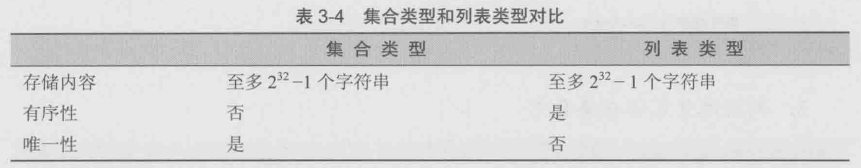 表 3-4 集合类型和列表类型对比
集合类型 列表类型
存储内容 至多 2³²−1 个字符串 至多 2³²−1 个字符串
有序性 否 是
唯一性 是 否